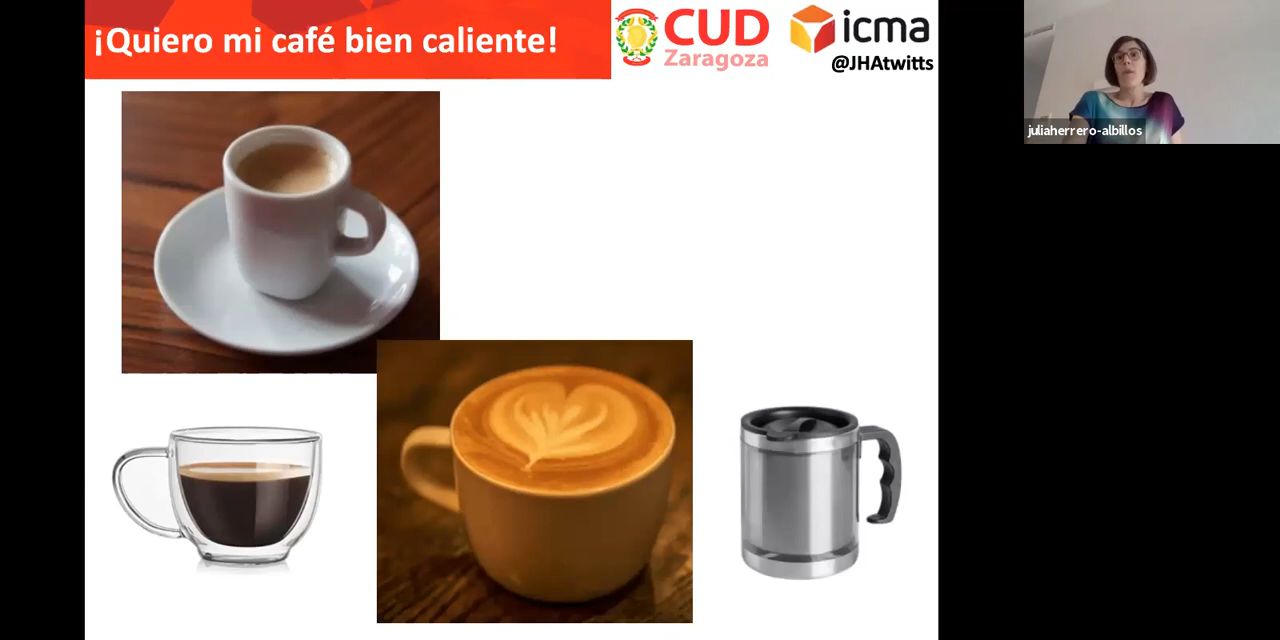 ¡Quiero mi café bien caliente!
CUD
Zaragoza
icma
@JHAtwitts
juliaherrero-albillos